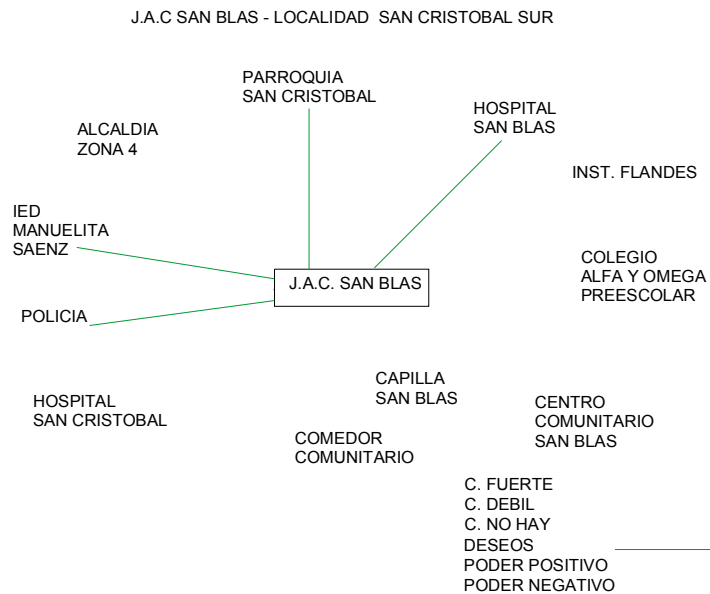 J.A.C SAN BLAS - LOCALIDAD SAN CRISTOBAL SUR
PARROQUIA
SAN CRISTOBAL
HOSPITAL
SAN BLAS
ALCALDIA
ZONA 4
INST. FLANDES
IED
MANUELITA
SAENZ
COLEGIO
ALFA Y OMEGA
PREESCOLAR
J.A.C. SAN BLAS
POLICIA
CAPILLA
SAN BLAS
HOSPITAL
SAN CRISTOBAL
CENTRO
COMUNITARIO
SAN BLAS
COMEDOR
COMUNITARIO
C. FUERTE
C. DEBIL
C. NO HAY
DESEOS
PODER POSITIVO
PODER NEGATIVO